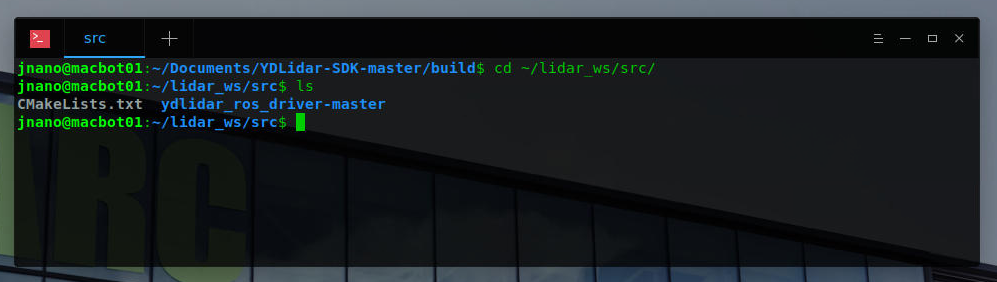 src
jnano@macbot01:~/Documents/YDLidar-SDK-master/build$ cd ~/lidar_ws/src/
jnano@macbot01:~/lidar_ws/src$ ls
CMakeLists.txt  ydlidar_ros_driver-master
jnano@macbot01:~/lidar_ws/src$
ARC